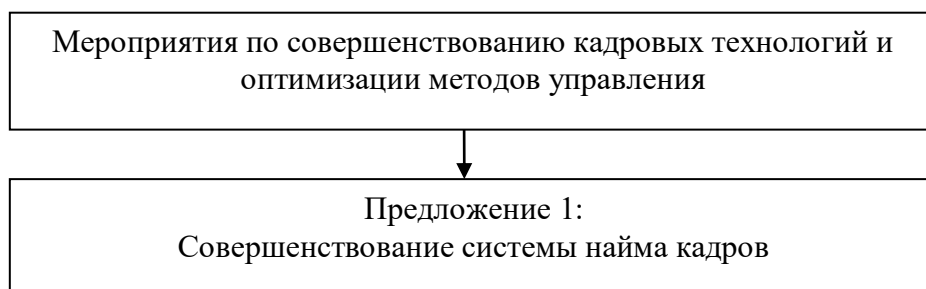 Мероприятия по совершенствованию кадровых технологий и
оптимизации методов управления
Предложение 1:
Совершенствование системы найма кадров